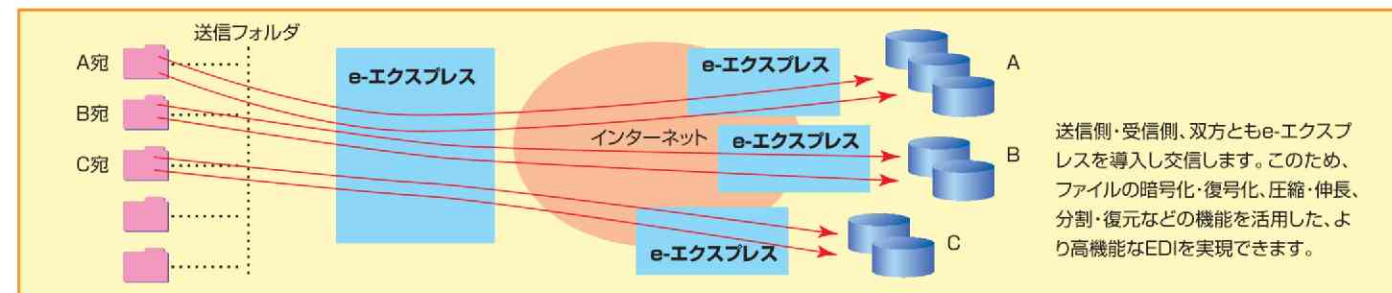 送信フォルダ
A宛
B宛
C宛
e-エクスプレス
インターネット
e-エクスプレス
e-エクスプレス
e-エクスプレス
A
B
C
送信側・受信側、双方ともe-エクスプ
レスを導入し交信します。このため、
ファイルの暗号化・復号化、圧縮・伸長、
分割・復元などの機能を活用した、よ
り高機能なEDIを実現できます。